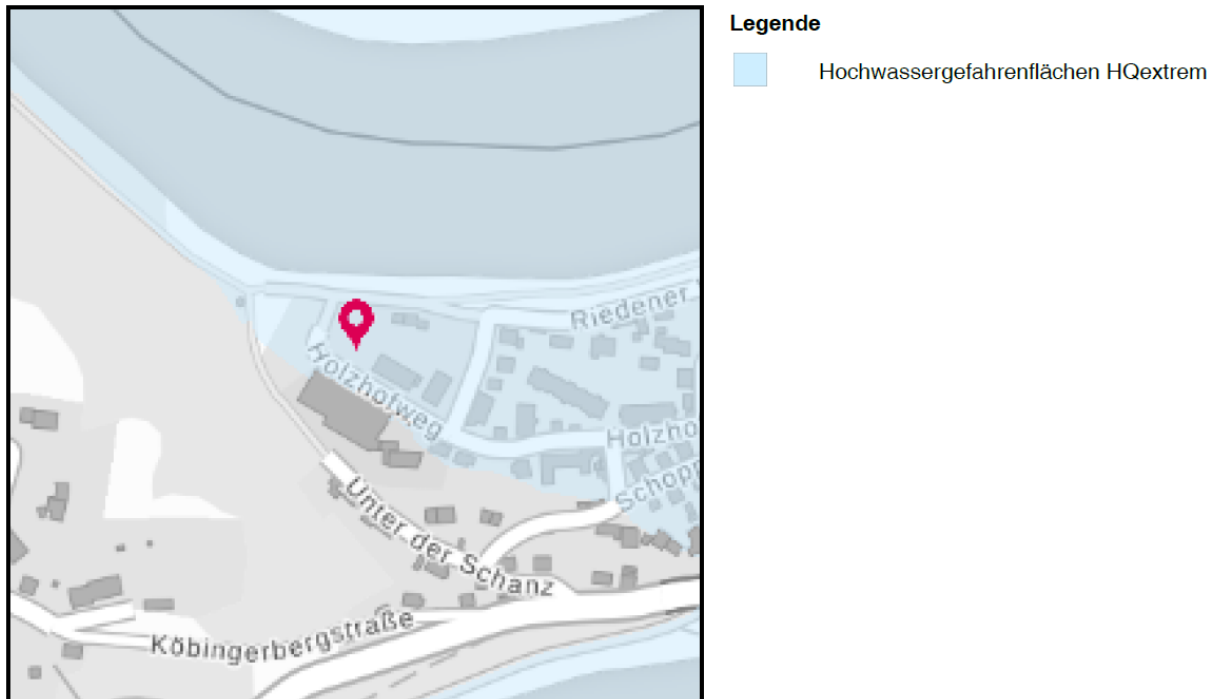 Legende
Hochwassergefahrenflächen HQextrem
Riedener
Holzhofweg
Holzho
Schopp
Unter der Schanz
Köbingerbergstraße